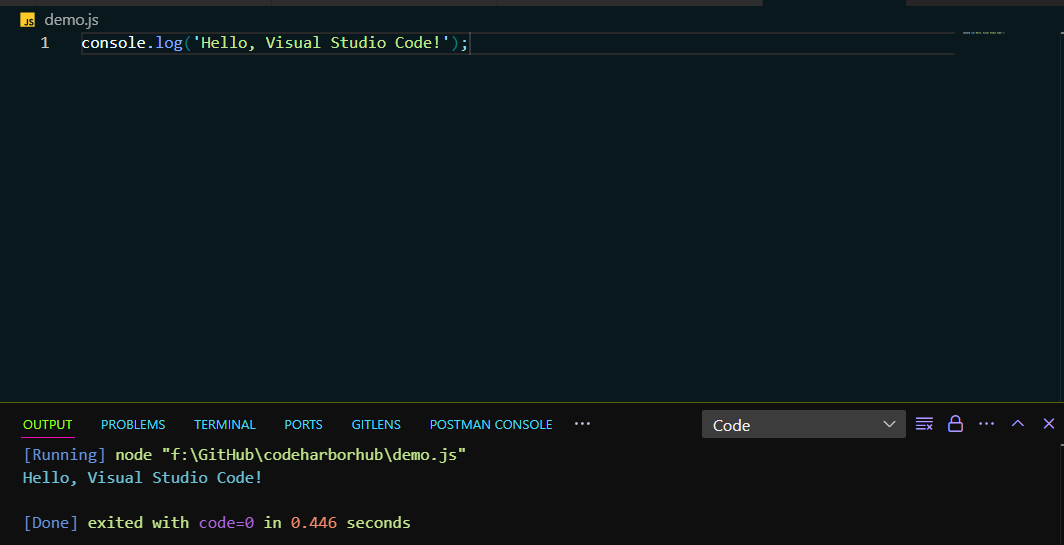 JS demo.js
1 console.log('Hello, Visual Studio Code!');
OUTPUT PROBLEMS TERMINAL PORTS GITLENS POSTMAN CONSOLE ··· Code ···
[Running] node "f:\GitHub\codeharborhub\demo.js"
Hello, Visual Studio Code!
[Done] exited with code=0 in 0.446 seconds